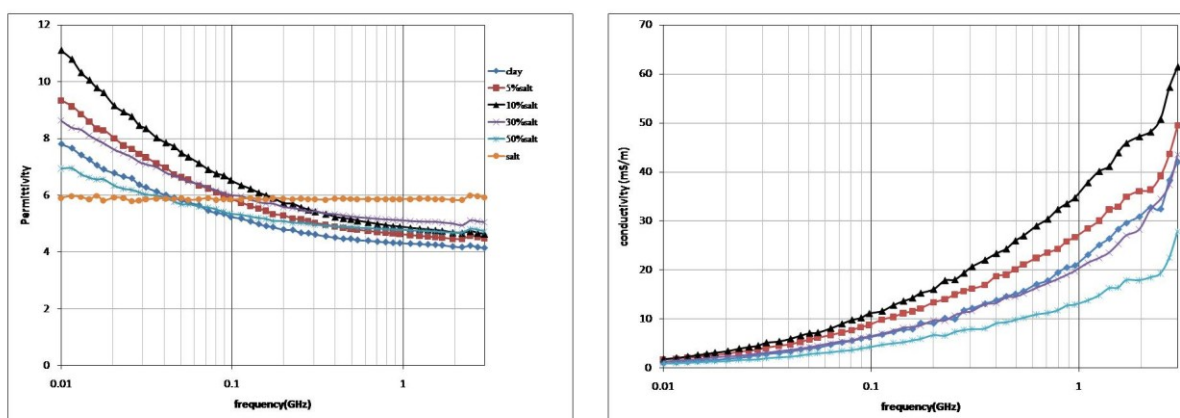 12
10
8
6
4
2
0
Permittivity
0.01
0.1
1
frequency(GHz)
clay
5%salt
10%salt
30%salt
50%salt
salt
70
60
50
40
30
20
10
0
conductivity (mS/m)
0.01
0.1
1
frequency(GHz)